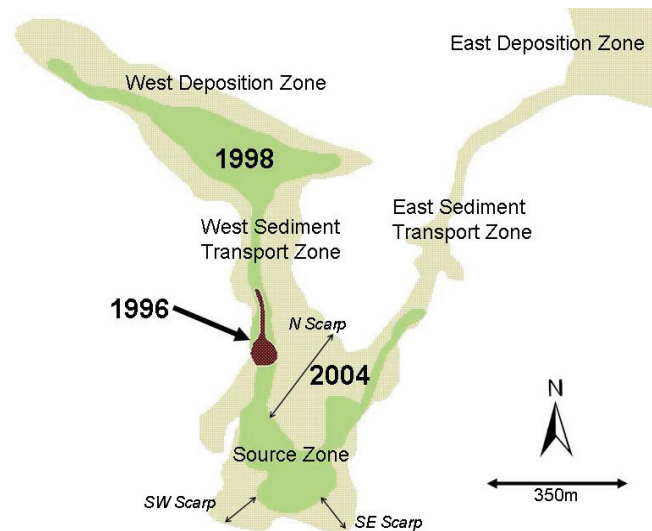 East Deposition Zone
West Deposition Zone
1998
West Sediment
Transport Zone
East Sediment
Transport Zone
1996
N Scarp
2004
Source Zone
SW Scarp
SE Scarp
N
350m